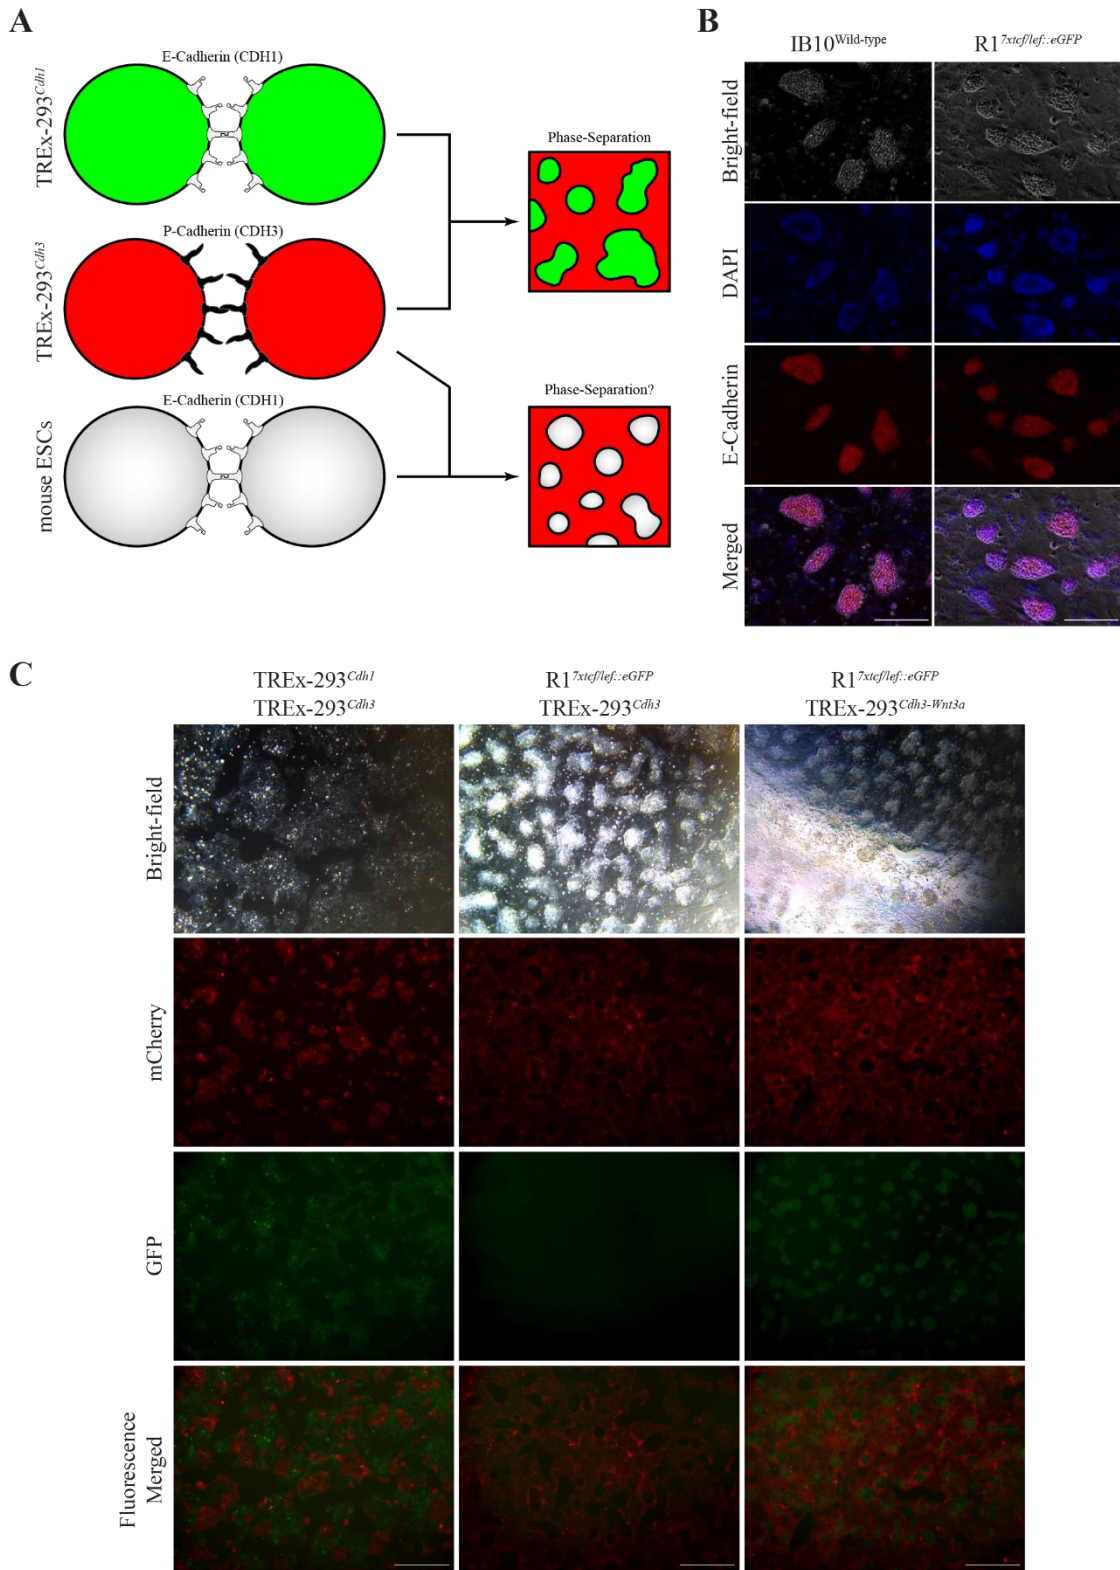 A
E-Cadherin (CDH1)
TREx-293Cdh1
P-Cadherin (CDH3)
TREx-293Cdh3
E-Cadherin (CDH1)
mouse ESCs
Phase-Separation
Phase-Separation?
B
IB10Wild-type
R17xtcf/lef::eGFP
Bright-field
DAPI
E-Cadherin
Merged
C
TREx-293Cdh1
TREx-293Cdh3
R17xtcf/lef::eGFP
TREx-293Cdh3
R17xtcf/lef::eGFP
TREx-293Cdh3-Wnt3a
Bright-field
mCherry
GFP
Fluorescence
Merged